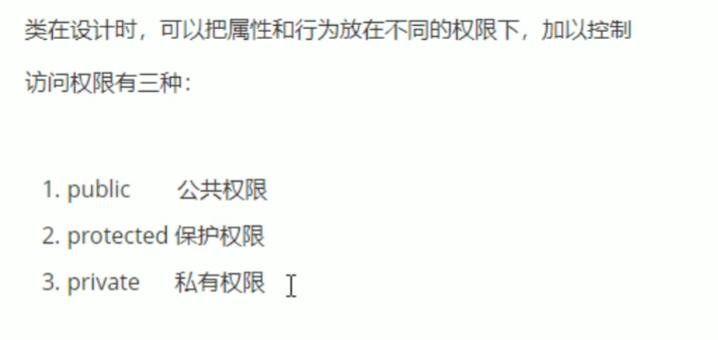 类在设计时，可以把属性和行为放在不同的权限下，加以控制
访问权限有三种：
1. public 公共权限
2. protected 保护权限
3. private 私有权限